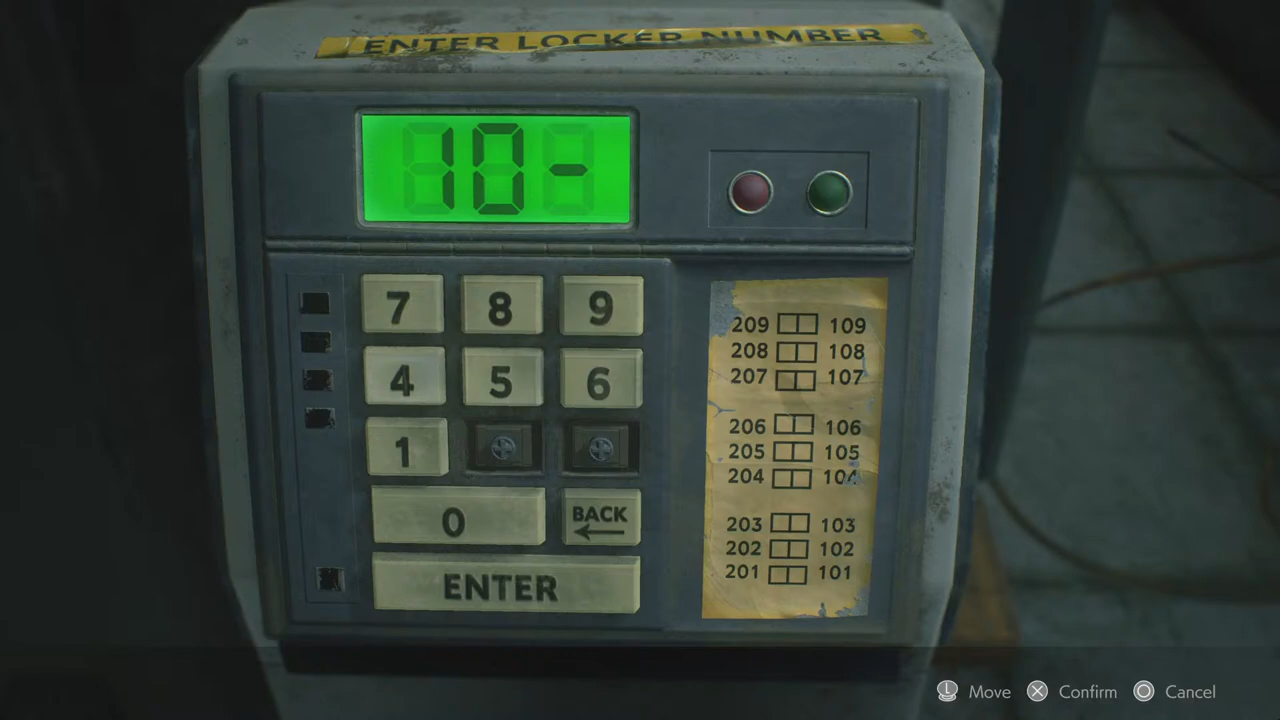 ENTER LOCKER NUMBER
10-
7 8 9
4 5 6
1
0 BACK
ENTER
209 109
208 108
207 107
206 106
205 105
204 104
203 103
202 102
201 101
L Move Confirm Cancel